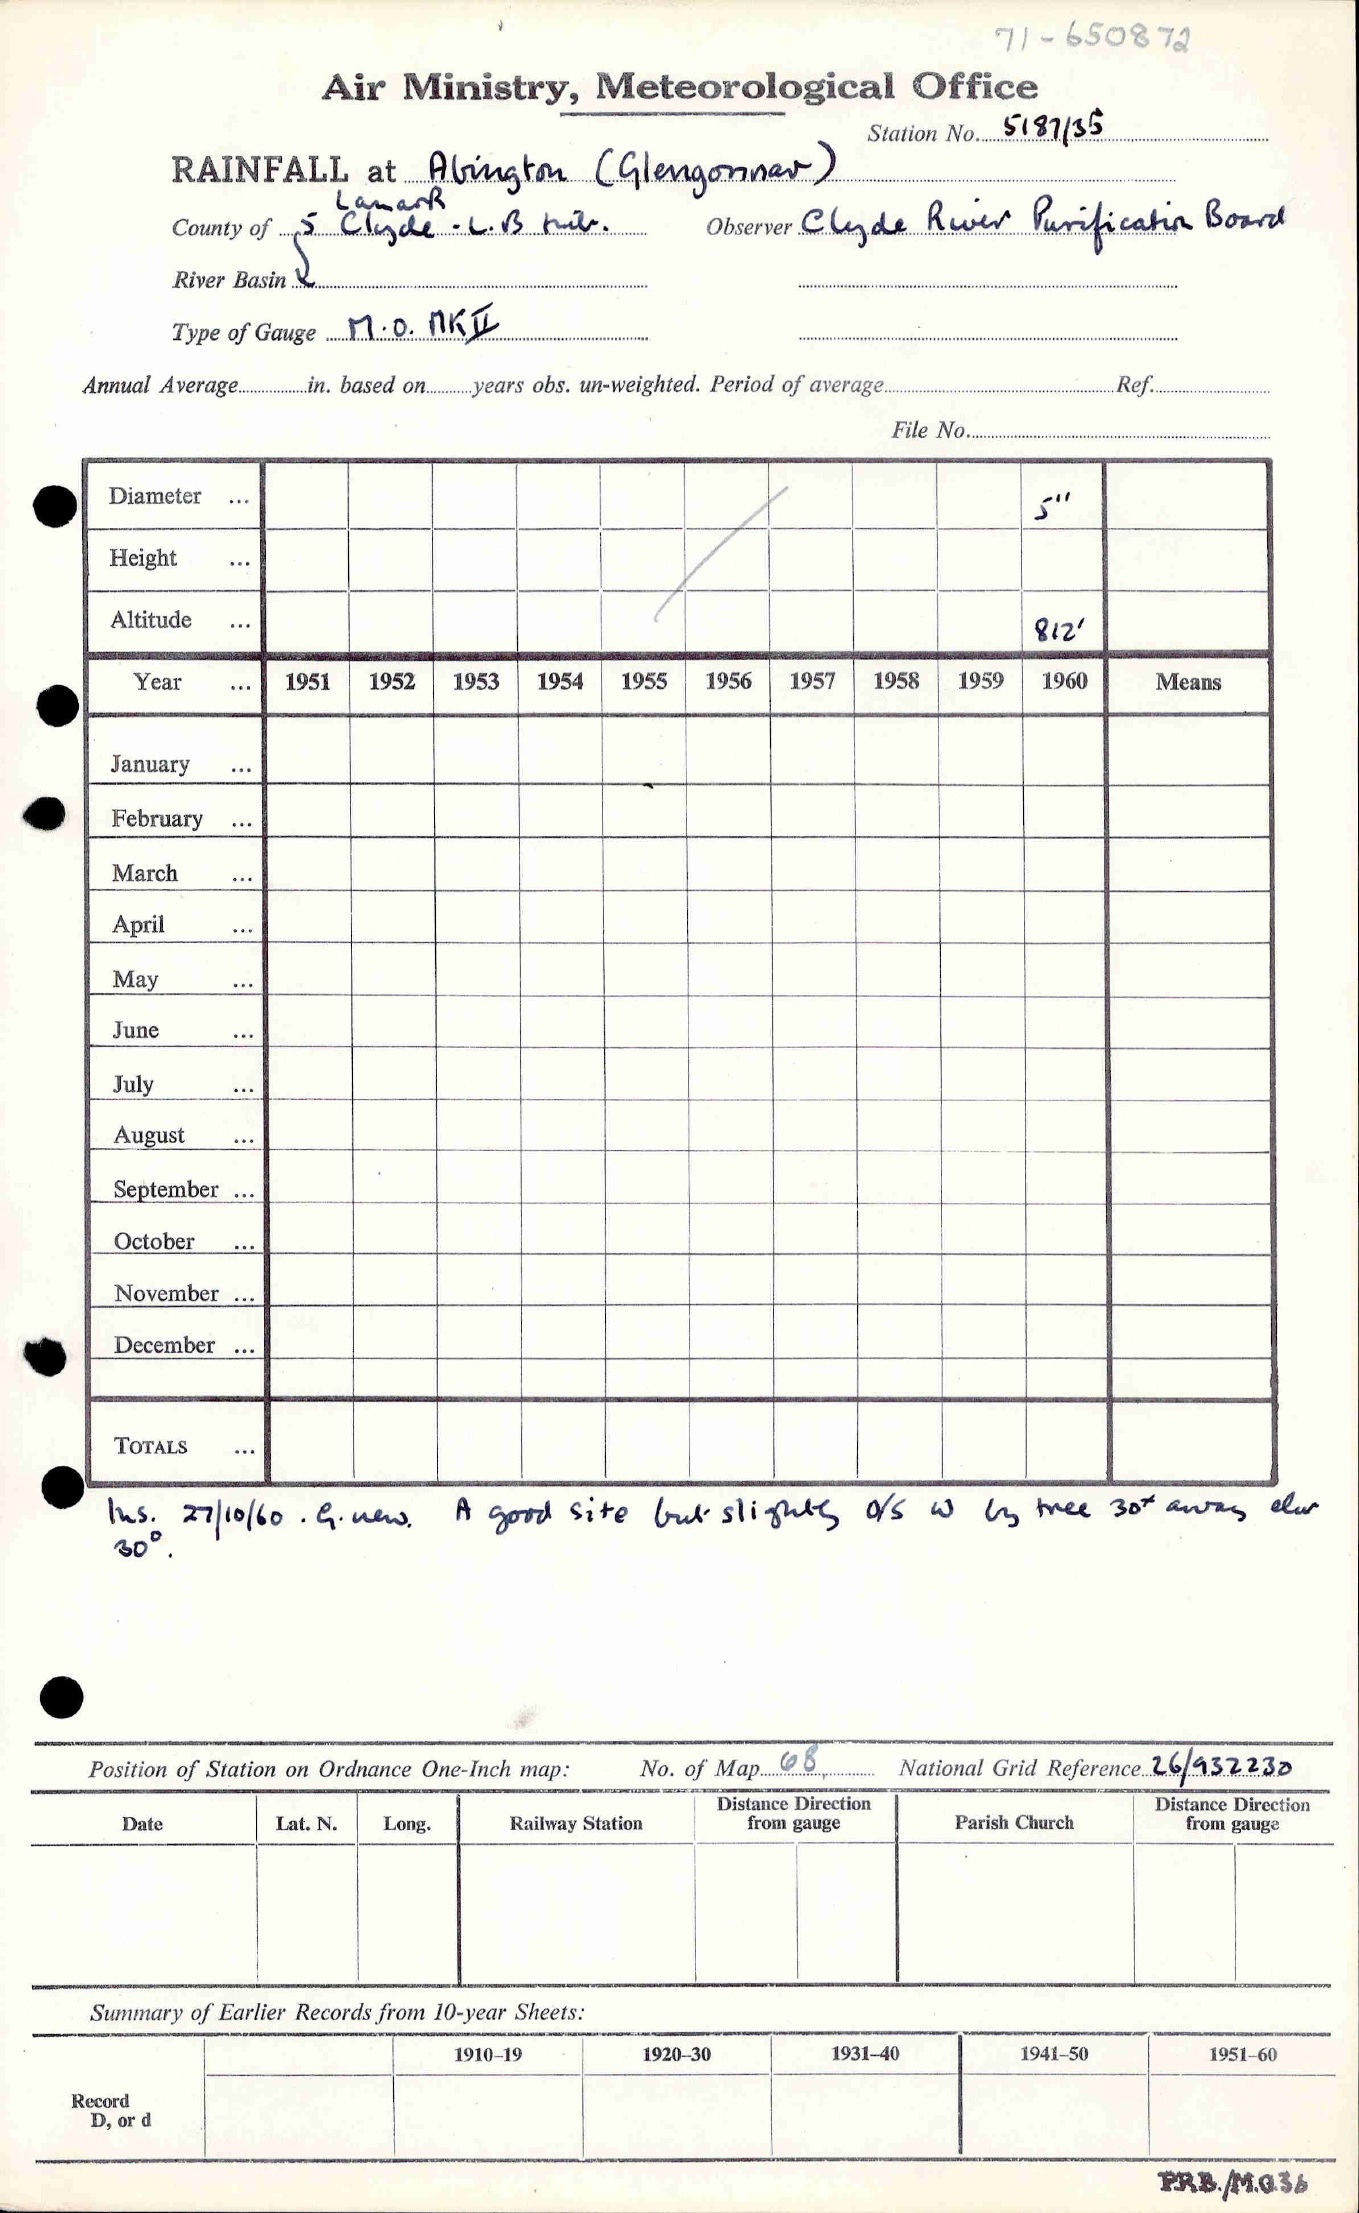 71-650872
Air Ministry, Meteorological Office
Station No. 5187/35
RAINFALL at Abington (Glengonnar)
Lanark
County of 5 Clyde - L.B trib. Observer Clyde River Purification Board
River Basin
Type of Gauge M.O. MK II
Annual Average in. based on years obs. un-weighted. Period of average Ref.
File No.
Diameter ... 5"
Height ...
Altitude ... 812'
Year ... 1951 1952 1953 1954 1955 1956 1957 1958 1959 1960 Means
January ...
February ...
March ...
April ...
May ...
June ...
July ...
August ...
September ...
October ...
November ...
December ...
TOTALS ...
Ins. 27/10/60. G. new. A good site but slightly o/s W by tree 30x away elev
30°.
Position of Station on Ordnance One-Inch map: No. of Map 68 National Grid Reference 26/932230
Date Lat. N. Long. Railway Station Distance Direction from gauge Parish Church Distance Direction from gauge
Summary of Earlier Records from 10-year Sheets:
1910–19 1920–30 1931–40 1941–50 1951–60
Record
D, or d
P.R.B./M.O.36